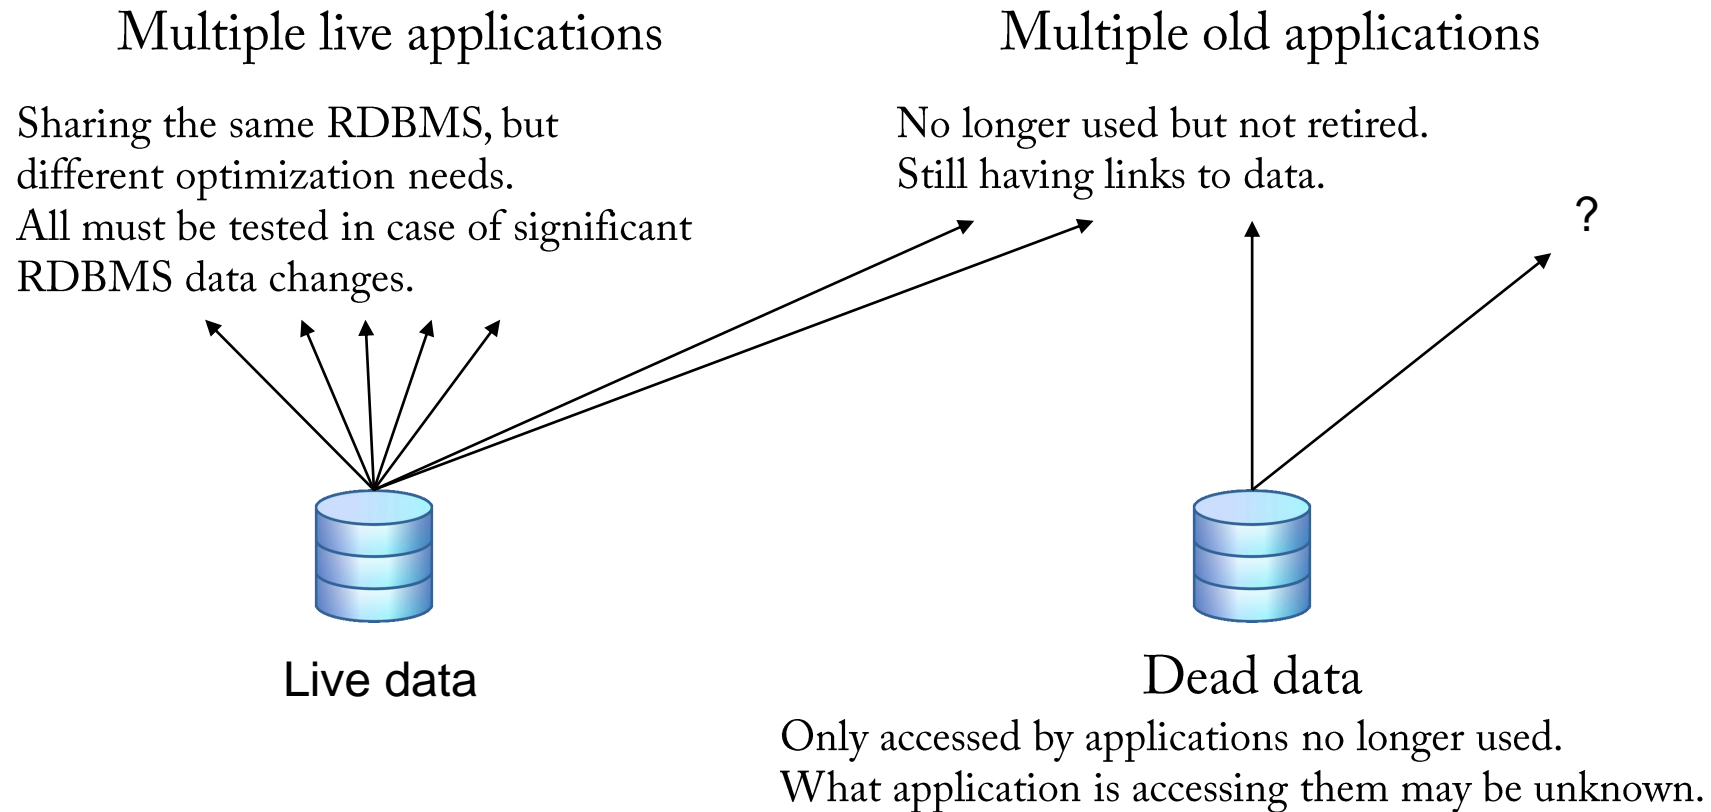 Multiple live applications
Sharing the same RDBMS, but
different optimization needs.
All must be tested in case of significant
RDBMS data changes.
Multiple old applications
No longer used but not retired.
Still having links to data.
?
Live data
Dead data
Only accessed by applications no longer used.
What application is accessing them may be unknown.